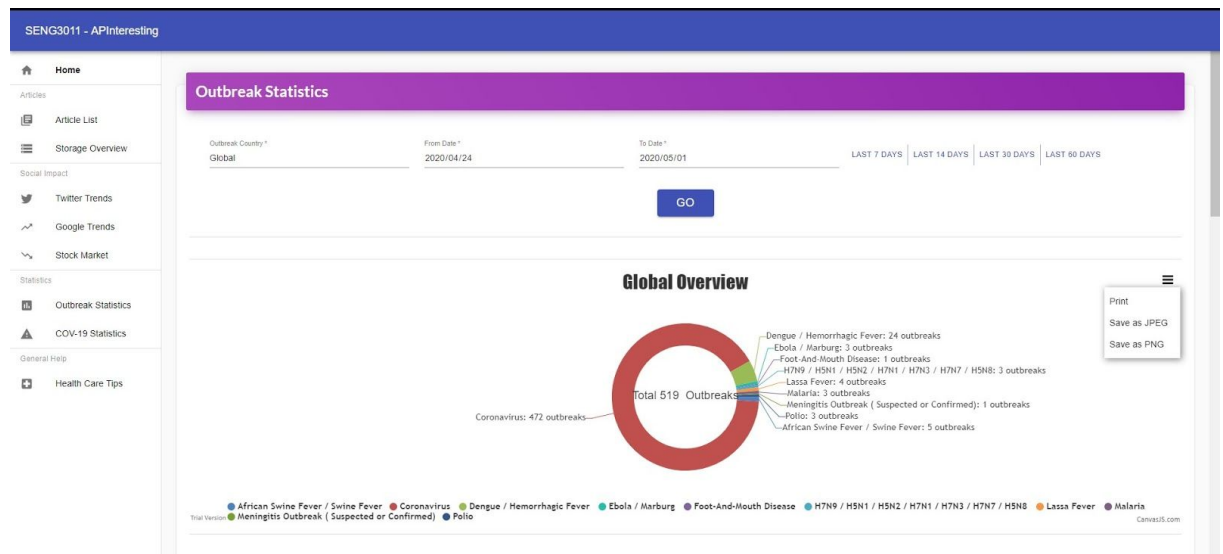 SENG3011 - APInteresting
Home
Articles
Article List
Storage Overview
Social Impact
Twitter Trends
Google Trends
Stock Market
Statistics
Outbreak Statistics
COV-19 Statistics
General Help
Health Care Tips
Outbreak Statistics
Outbreak Country * From Date * To Date *
Global 2020/04/24 2020/05/01 LAST 7 DAYS LAST 14 DAYS LAST 30 DAYS LAST 60 DAYS
GO
Global Overview
Print
Save as JPEG
Save as PNG
Dengue / Hemorrhagic Fever: 24 outbreaks
Ebola / Marburg: 3 outbreaks
Foot-And-Mouth Disease: 1 outbreaks
H7N9 / H5N1 / H5N2 / H7N1 / H7N3 / H7N7 / H5N8: 3 outbreaks
Lassa Fever: 4 outbreaks
Malaria: 3 outbreaks
Meningitis Outbreak ( Suspected or Confirmed): 1 outbreaks
Polio: 3 outbreaks
African Swine Fever / Swine Fever: 5 outbreaks
Total 519 Outbreaks
Coronavirus: 472 outbreaks
African Swine Fever / Swine Fever Coronavirus Dengue / Hemorrhagic Fever Ebola / Marburg Foot-And-Mouth Disease H7N9 / H5N1 / H5N2 / H7N1 / H7N3 / H7N7 / H5N8 Lassa Fever Malaria
Trial Version Meningitis Outbreak ( Suspected or Confirmed) Polio CanvasJS.com